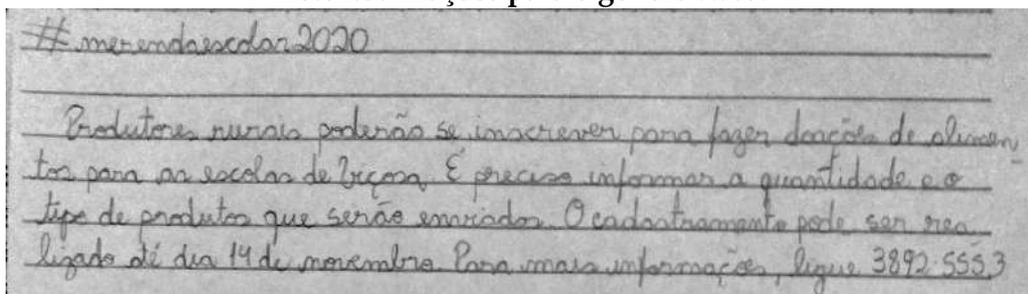 # merendaescolar2020
Produtores rurais poderão se inscrever para fazer doações de alimen-
tos para as escolas de Viçosa. É preciso informar a quantidade e o
tipo de produtos que serão enviados. O cadastramento pode ser rea
lizado até dia 14 de novembro. Para mais informações, ligue 3892-5553